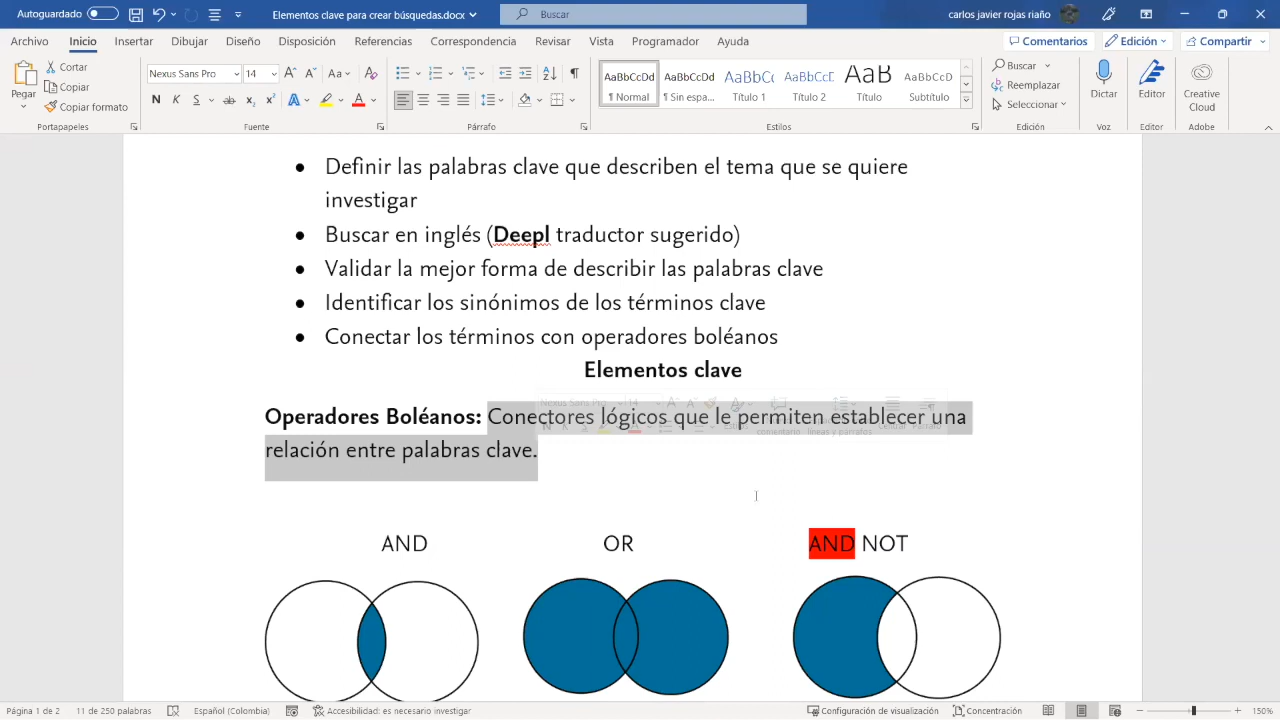 Autoguardado
Elementos clave para crear búsquedas.docx
Buscar
carlos javier rojas riaño
Archivo Inicio Insertar Dibujar Diseño Disposición Referencias Correspondencia Revisar Vista Programador Ayuda
Comentarios Edición Compartir
Pegar
Cortar
Copiar
Copiar formato
Nexus Sans Pro 14
N K S
AaBbCcDd ¶ Normal
AaBbCcDd ¶ Sin espa...
AaBbCc Título 1
AaBbCcD Título 2
AaB Título
AaBbCcD Subtítulo
Buscar
Reemplazar
Seleccionar
Dictar
Editor
Creative Cloud
Portapapeles Fuente Párrafo Estilos Edición Voz Editor Adobe
• Definir las palabras clave que describen el tema que se quiere
investigar
• Buscar en inglés (Deepl traductor sugerido)
• Validar la mejor forma de describir las palabras clave
• Identificar los sinónimos de los términos clave
• Conectar los términos con operadores boléanos
Elementos clave
Operadores Boléanos: Conectores lógicos que le permiten establecer una
relación entre palabras clave.
AND OR AND NOT
Página 1 de 2 11 de 250 palabras Español (Colombia) Accesibilidad: es necesario investigar Configuración de visualización Concentración 150%